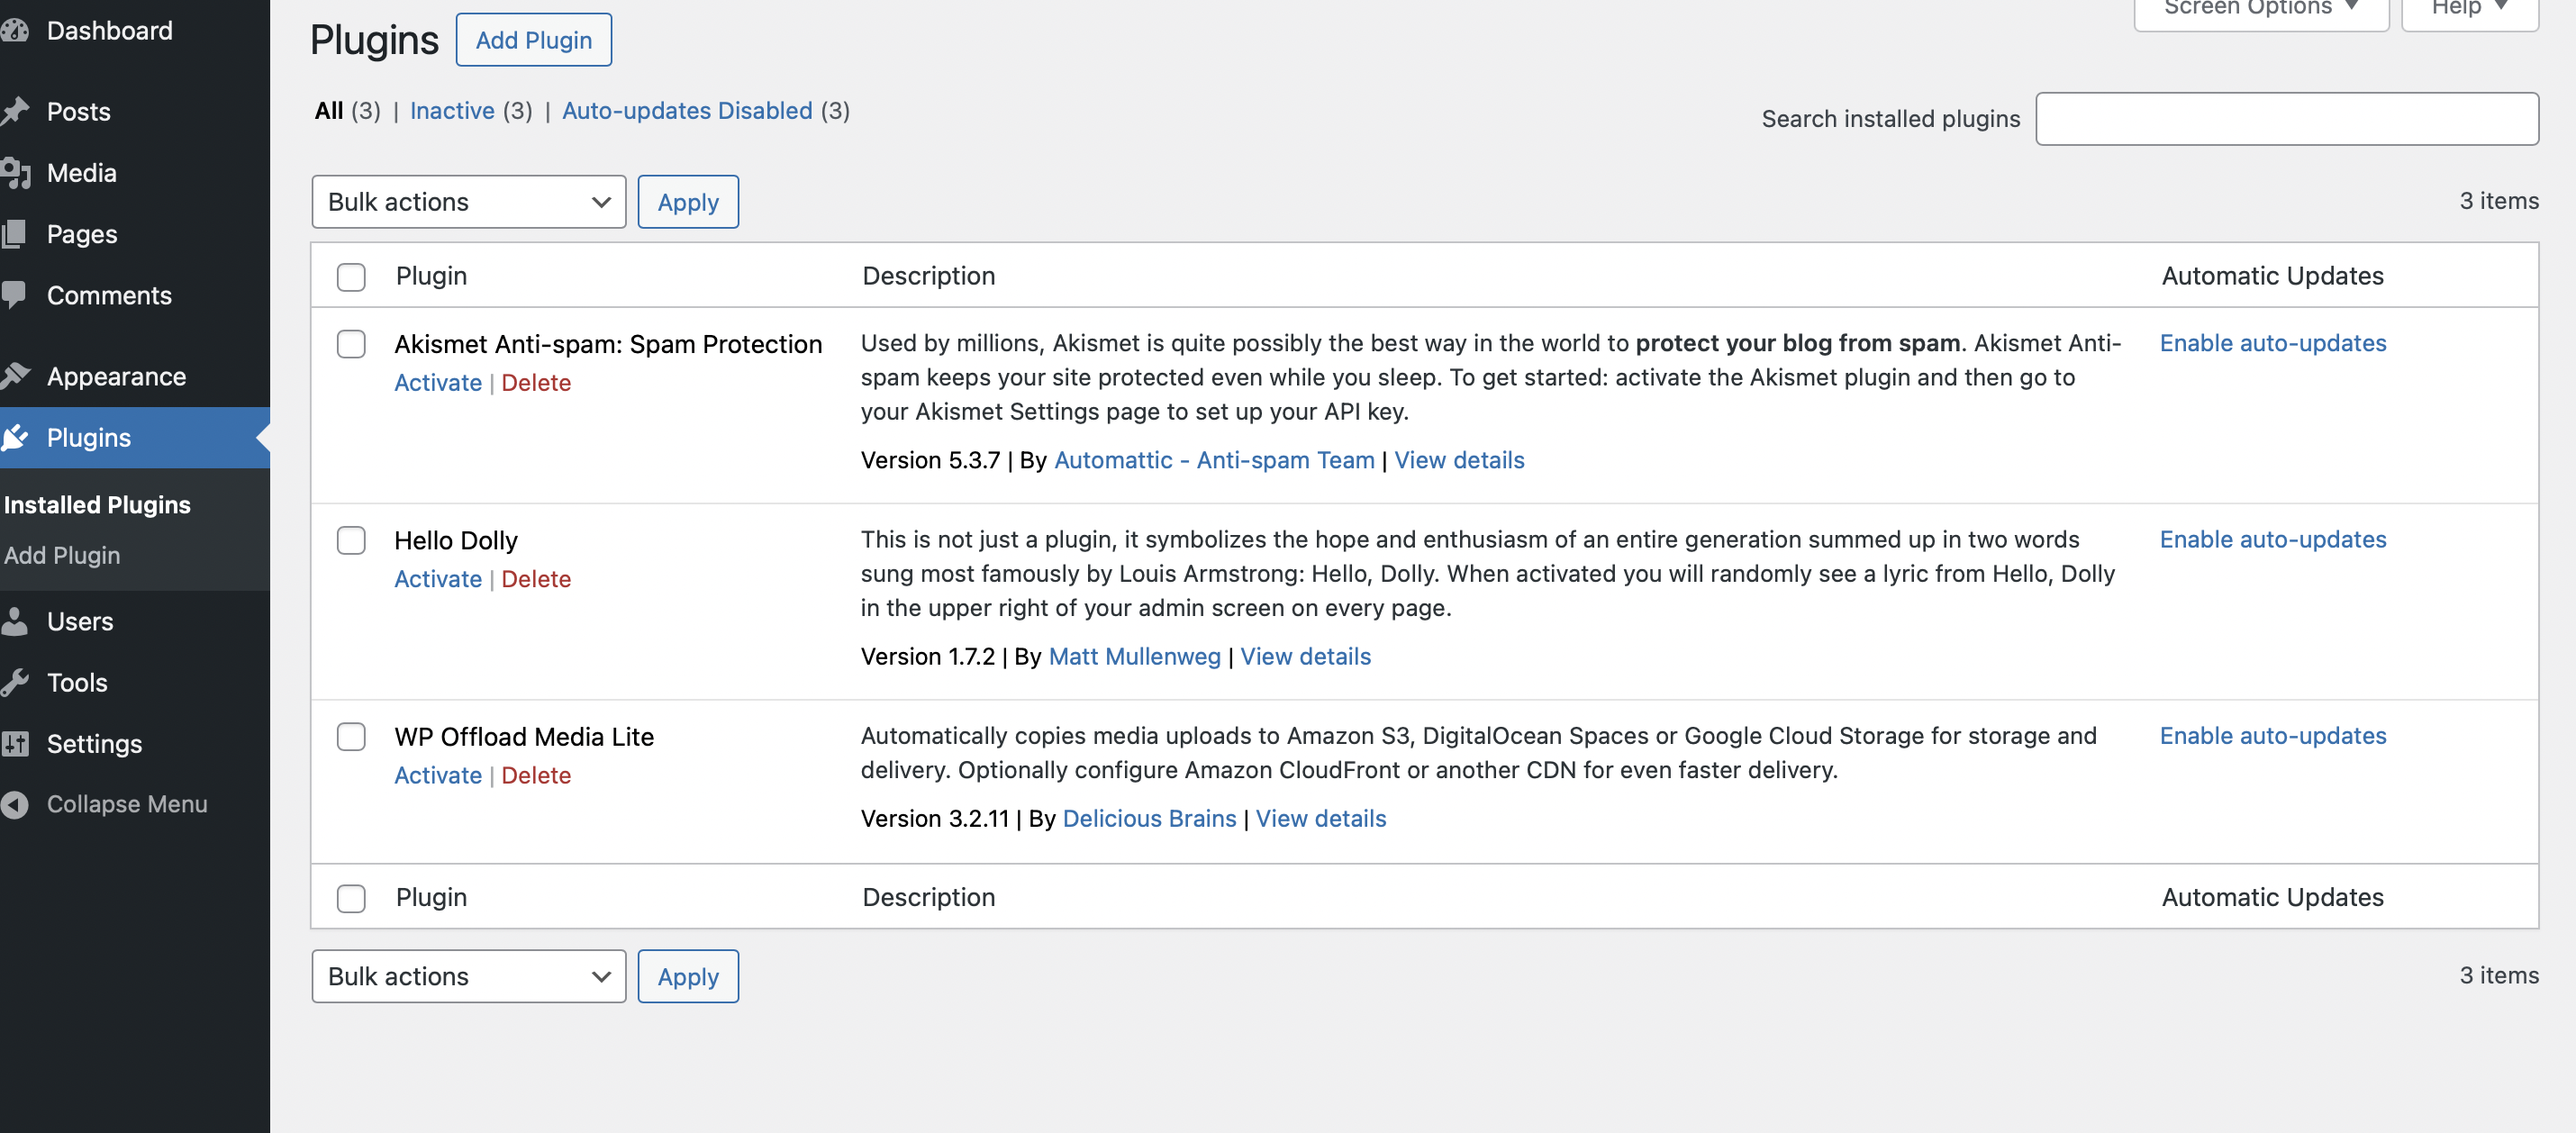 Dashboard
Posts
Media
Pages
Comments
Appearance
Plugins
Installed Plugins
Add Plugin
Users
Tools
Settings
Collapse Menu
Screen Options ▼
Help ▼
Plugins
Add Plugin
All (3) | Inactive (3) | Auto-updates Disabled (3)
Search installed plugins
Bulk actions
Apply
3 items
Plugin
Description
Automatic Updates
Akismet Anti-spam: Spam Protection
Activate | Delete
Used by millions, Akismet is quite possibly the best way in the world to protect your blog from spam. Akismet Anti-
spam keeps your site protected even while you sleep. To get started: activate the Akismet plugin and then go to
your Akismet Settings page to set up your API key.
Version 5.3.7 | By Automattic - Anti-spam Team | View details
Enable auto-updates
Hello Dolly
Activate | Delete
This is not just a plugin, it symbolizes the hope and enthusiasm of an entire generation summed up in two words
sung most famously by Louis Armstrong: Hello, Dolly. When activated you will randomly see a lyric from Hello, Dolly
in the upper right of your admin screen on every page.
Version 1.7.2 | By Matt Mullenweg | View details
Enable auto-updates
WP Offload Media Lite
Activate | Delete
Automatically copies media uploads to Amazon S3, DigitalOcean Spaces or Google Cloud Storage for storage and
delivery. Optionally configure Amazon CloudFront or another CDN for even faster delivery.
Version 3.2.11 | By Delicious Brains | View details
Enable auto-updates
Plugin
Description
Automatic Updates
Bulk actions
Apply
3 items